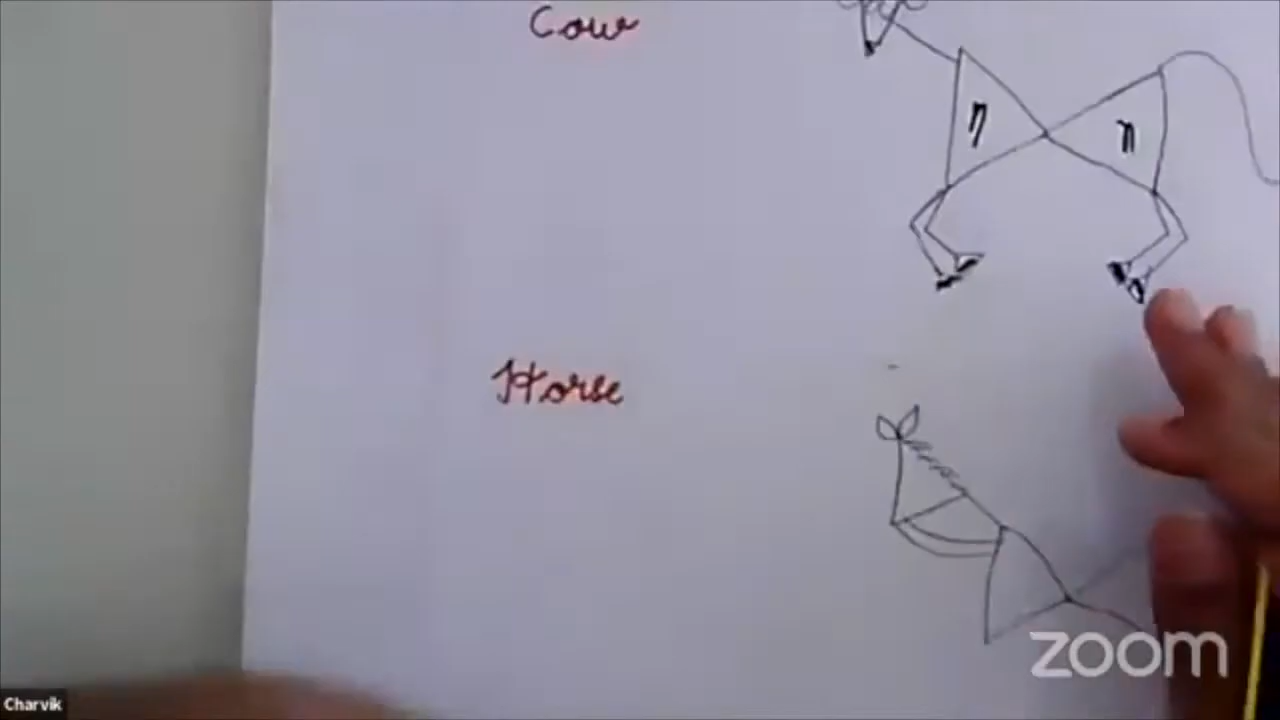 Cow
η η
Horse
zoom
Charvik